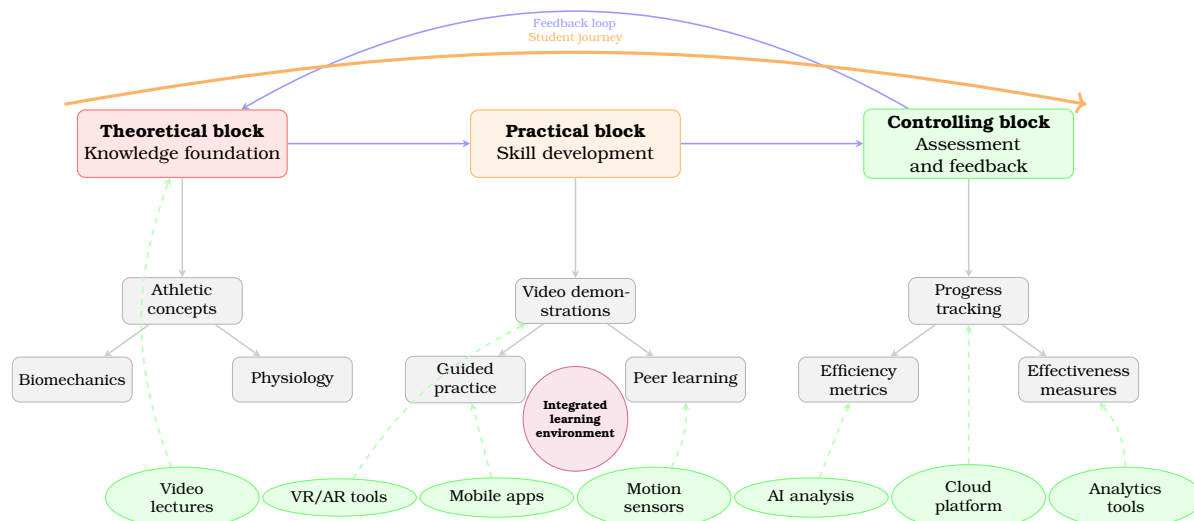 Feedback loop
Student journey
Theoretical block
Knowledge foundation
Practical block
Skill development
Controlling block
Assessment
and feedback
Athletic
concepts
Video demon-
strations
Progress
tracking
Biomechanics
Physiology
Guided
practice
Peer learning
Efficiency
metrics
Effectiveness
measures
Integrated
learning
environment
Video
lectures
VR/AR tools
Mobile apps
Motion
sensors
AI analysis
Cloud
platform
Analytics
tools